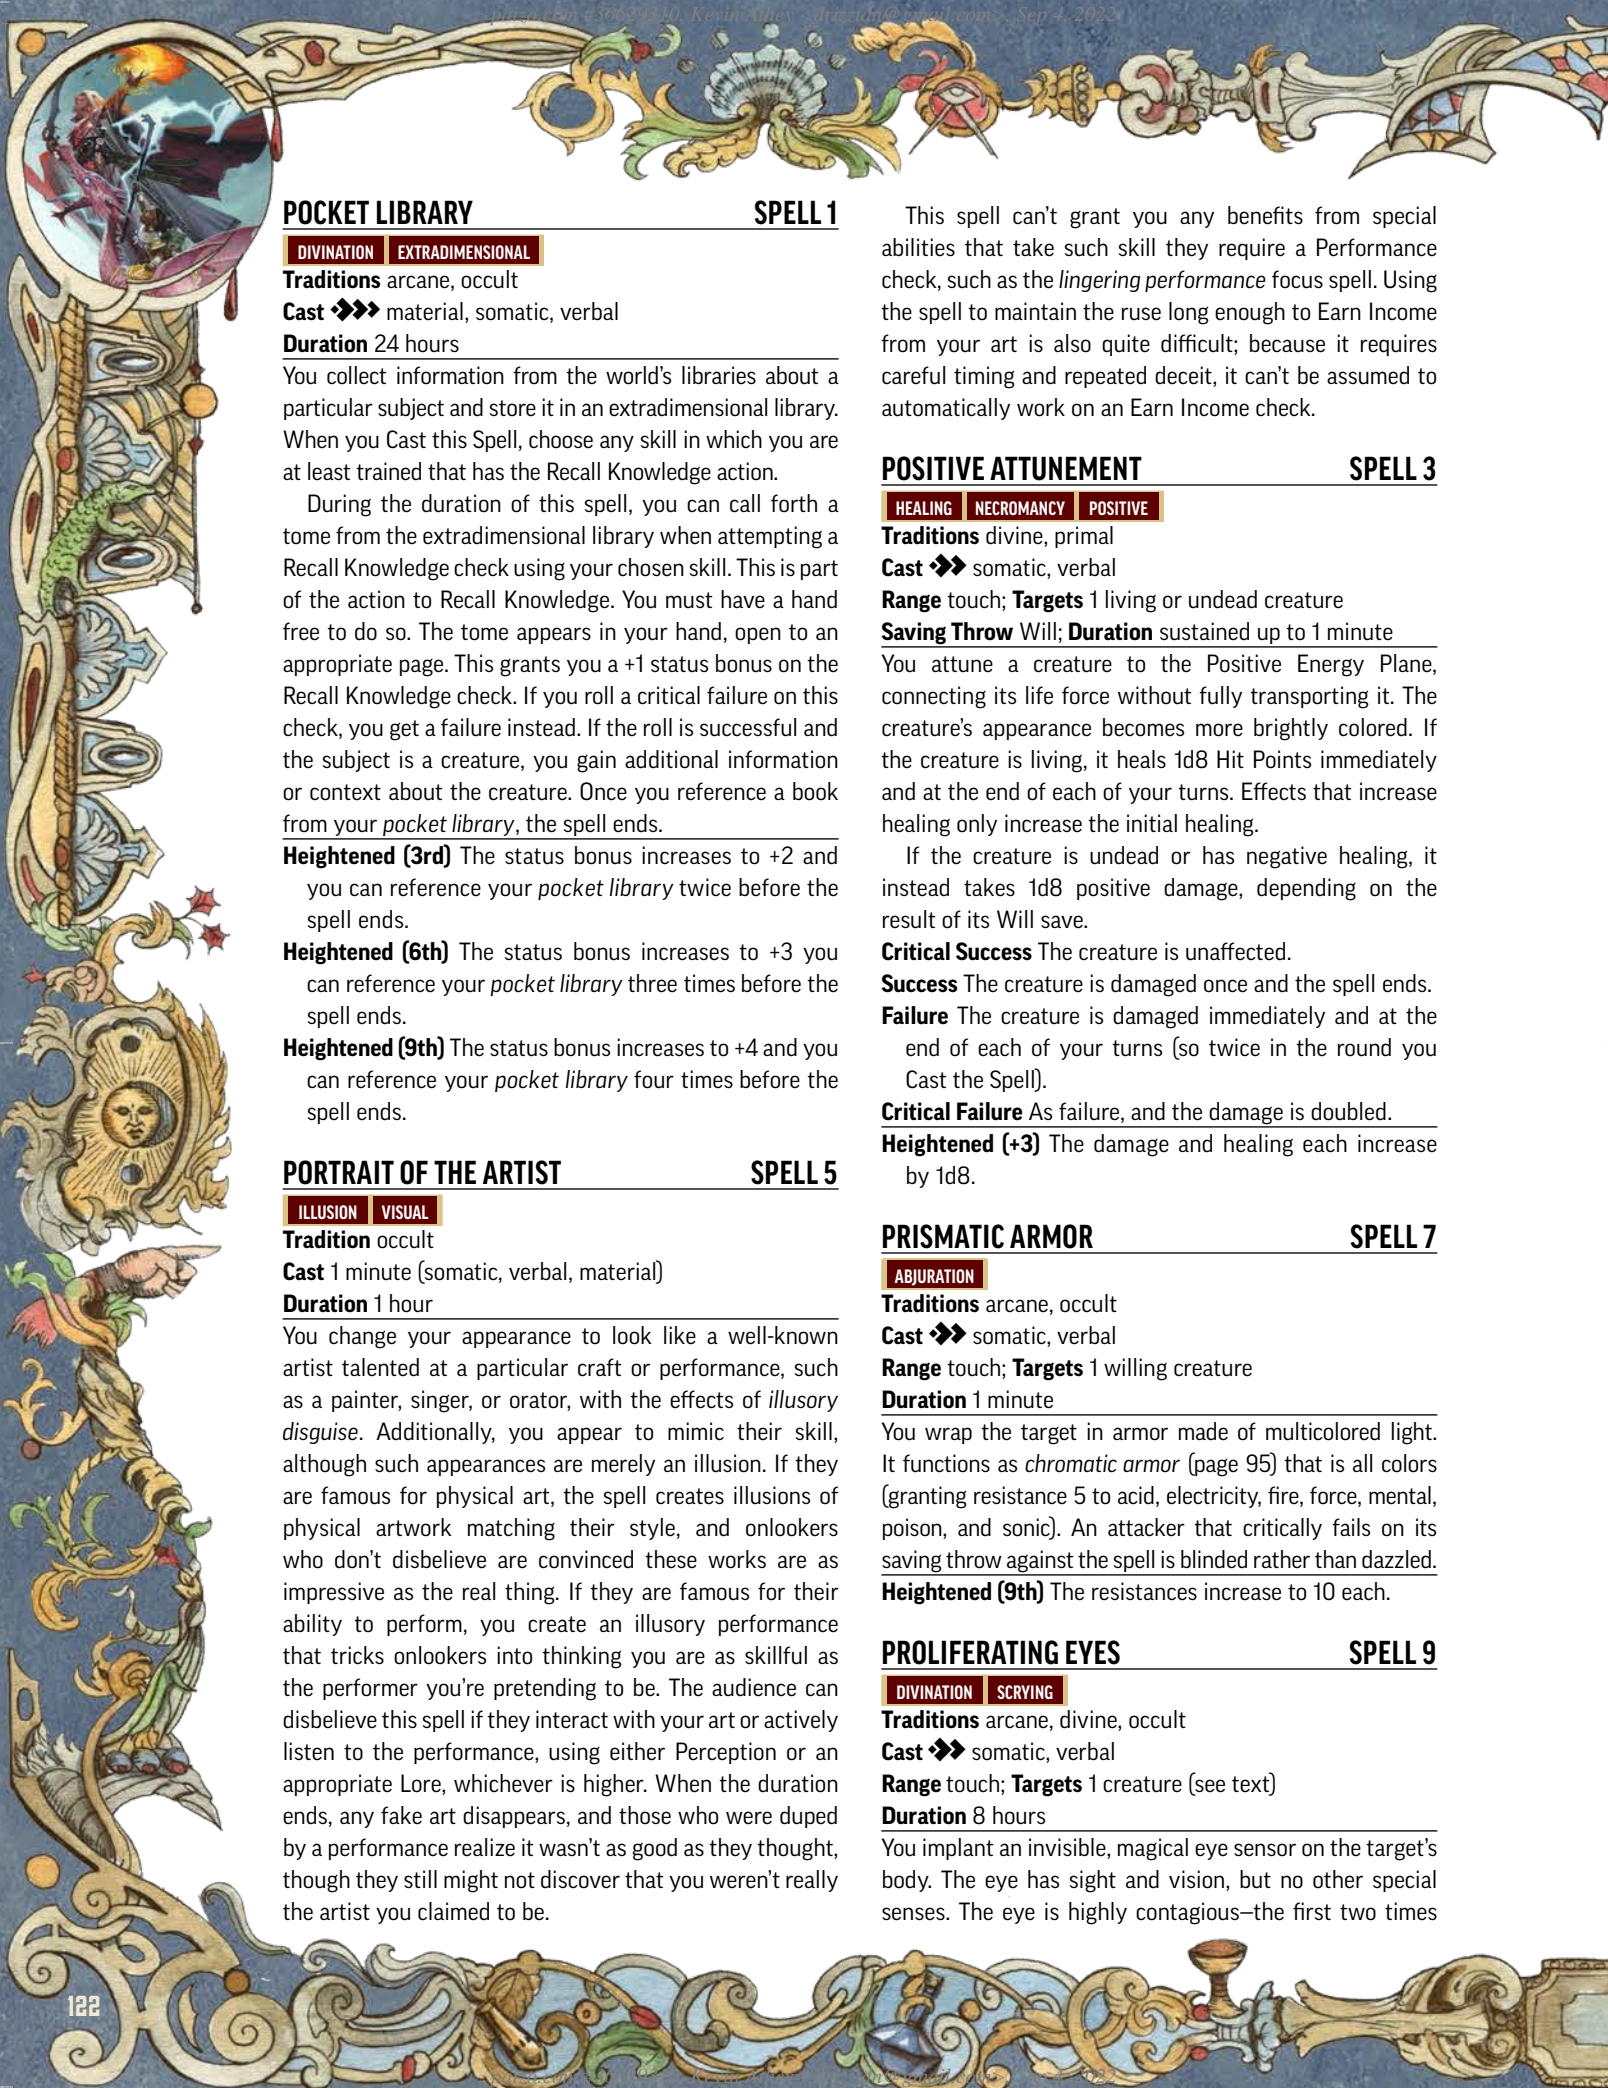 paizo.com #36629310, Kevin Athey <drizztdn@gmail.com>, Sep 4, 2022
POCKET LIBRARY SPELL 1
DIVINATION EXTRADIMENSIONAL
Traditions arcane, occult
Cast material, somatic, verbal
Duration 24 hours
You collect information from the world's libraries about a
particular subject and store it in an extradimensional library.
When you Cast this Spell, choose any skill in which you are
at least trained that has the Recall Knowledge action.
During the duration of this spell, you can call forth a
tome from the extradimensional library when attempting a
Recall Knowledge check using your chosen skill. This is part
of the action to Recall Knowledge. You must have a hand
free to do so. The tome appears in your hand, open to an
appropriate page. This grants you a +1 status bonus on the
Recall Knowledge check. If you roll a critical failure on this
check, you get a failure instead. If the roll is successful and
the subject is a creature, you gain additional information
or context about the creature. Once you reference a book
from your pocket library, the spell ends.
Heightened (3rd) The status bonus increases to +2 and
you can reference your pocket library twice before the
spell ends.
Heightened (6th) The status bonus increases to +3 you
can reference your pocket library three times before the
spell ends.
Heightened (9th) The status bonus increases to +4 and you
can reference your pocket library four times before the
spell ends.
PORTRAIT OF THE ARTIST SPELL 5
ILLUSION VISUAL
Tradition occult
Cast 1 minute (somatic, verbal, material)
Duration 1 hour
You change your appearance to look like a well-known
artist talented at a particular craft or performance, such
as a painter, singer, or orator, with the effects of illusory
disguise. Additionally, you appear to mimic their skill,
although such appearances are merely an illusion. If they
are famous for physical art, the spell creates illusions of
physical artwork matching their style, and onlookers
who don't disbelieve are convinced these works are as
impressive as the real thing. If they are famous for their
ability to perform, you create an illusory performance
that tricks onlookers into thinking you are as skillful as
the performer you're pretending to be. The audience can
disbelieve this spell if they interact with your art or actively
listen to the performance, using either Perception or an
appropriate Lore, whichever is higher. When the duration
ends, any fake art disappears, and those who were duped
by a performance realize it wasn't as good as they thought,
though they still might not discover that you weren't really
the artist you claimed to be.
This spell can't grant you any benefits from special
abilities that take such skill they require a Performance
check, such as the lingering performance focus spell. Using
the spell to maintain the ruse long enough to Earn Income
from your art is also quite difficult; because it requires
careful timing and repeated deceit, it can't be assumed to
automatically work on an Earn Income check.
POSITIVE ATTUNEMENT SPELL 3
HEALING NECROMANCY POSITIVE
Traditions divine, primal
Cast somatic, verbal
Range touch; Targets 1 living or undead creature
Saving Throw Will; Duration sustained up to 1 minute
You attune a creature to the Positive Energy Plane,
connecting its life force without fully transporting it. The
creature's appearance becomes more brightly colored. If
the creature is living, it heals 1d8 Hit Points immediately
and at the end of each of your turns. Effects that increase
healing only increase the initial healing.
If the creature is undead or has negative healing, it
instead takes 1d8 positive damage, depending on the
result of its Will save.
Critical Success The creature is unaffected.
Success The creature is damaged once and the spell ends.
Failure The creature is damaged immediately and at the
end of each of your turns (so twice in the round you
Cast the Spell).
Critical Failure As failure, and the damage is doubled.
Heightened (+3) The damage and healing each increase
by 1d8.
PRISMATIC ARMOR SPELL 7
ABJURATION
Traditions arcane, occult
Cast somatic, verbal
Range touch; Targets 1 willing creature
Duration 1 minute
You wrap the target in armor made of multicolored light.
It functions as chromatic armor (page 95) that is all colors
(granting resistance 5 to acid, electricity, fire, force, mental,
poison, and sonic). An attacker that critically fails on its
saving throw against the spell is blinded rather than dazzled.
Heightened (9th) The resistances increase to 10 each.
PROLIFERATING EYES SPELL 9
DIVINATION SCRYING
Traditions arcane, divine, occult
Cast somatic, verbal
Range touch; Targets 1 creature (see text)
Duration 8 hours
You implant an invisible, magical eye sensor on the target's
body. The eye has sight and vision, but no other special
senses. The eye is highly contagious—the first two times
122